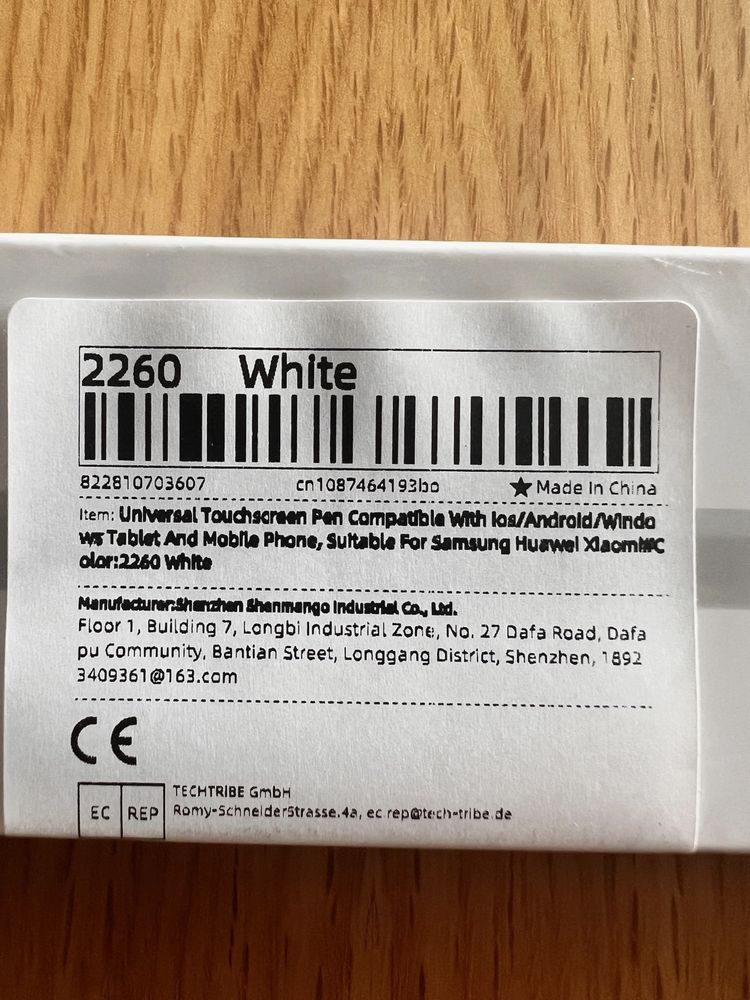 2260 White
822810703607 cn1087464193bo ★ Made In China
Item: Universal Touchscreen Pen Compatible With Ios/Android/Windo
ws Tablet And Mobile Phone, Suitable For Samsung Huawei Xiaomi#C
olor:2260 White
Manufacturer:Shenzhen Shanmango Industrial Co., Ltd.
Floor 1, Building 7, Longbi Industrial Zone, No. 27 Dafa Road, Dafa
pu Community, Bantian Street, Longgang District, Shenzhen, 1892
3409361@163.com
CE
EC REP
TECHTRIBE GmbH
Romy-SchneiderStrasse.4a, ec.rep@tech-tribe.de